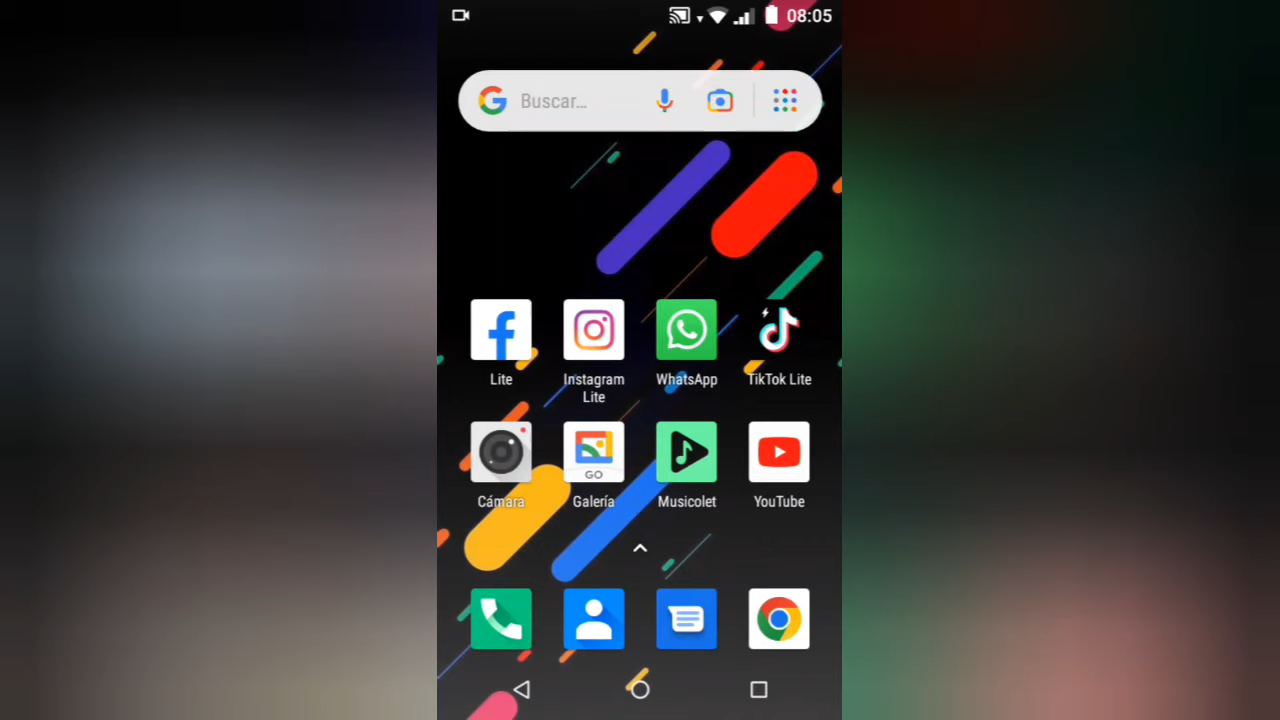 08:05
Buscar...
Lite
Instagram
Lite
WhatsApp
TikTok Lite
GO
Cámara
Galería
Musicolet
YouTube